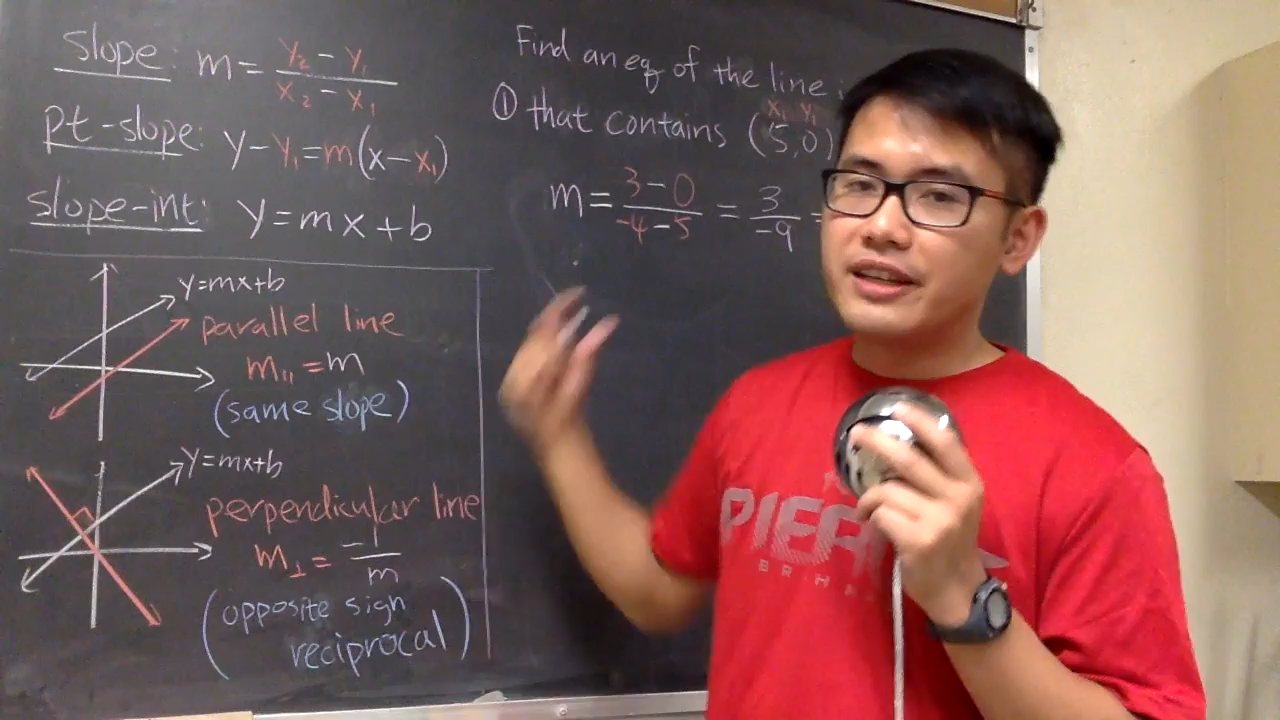 slope: m = (y₂ − y₁)/(x₂ − x₁)
pt-slope: y − y₁ = m(x − x₁)
slope-int: y = mx + b
y=mx+b
parallel line
m∥ = m
(same slope)
y=mx+b
perpendicular line
m⊥ = −1/m
(opposite sign
reciprocal)
Find an eq of the line
① that contains (5,0)
x₁ y₁
m = (3 − 0)/(−4 − 5) = 3/−9 =